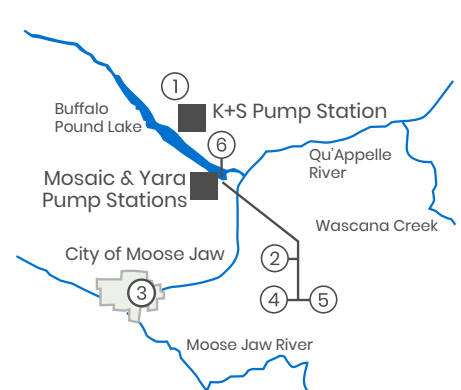 1
K+S Pump Station
Buffalo
Pound Lake
6
Qu'Appelle
River
Mosaic & Yara
Pump Stations
Wascana Creek
City of Moose Jaw
2
3
4
5
Moose Jaw River